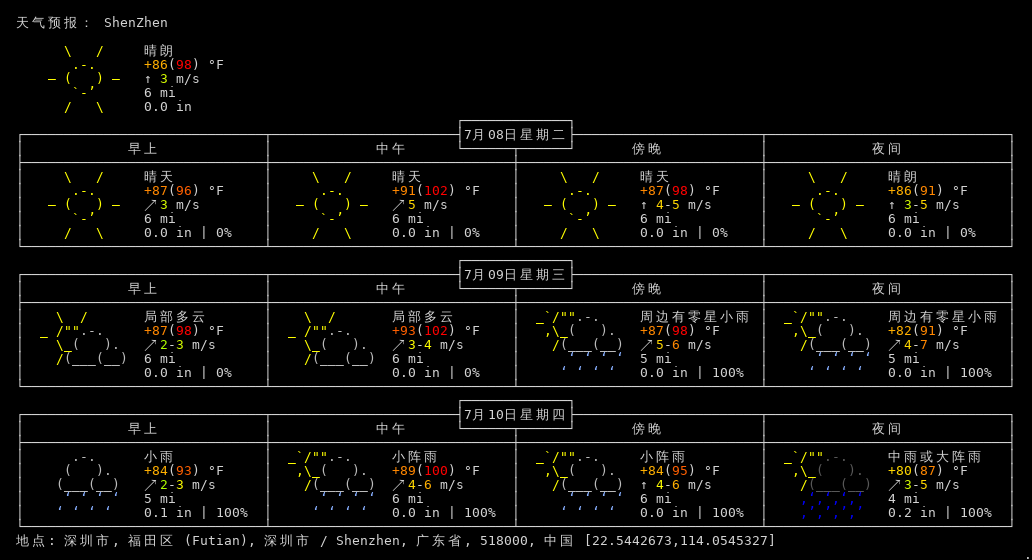 天气预报: ShenZhen
晴朗
+86(98) °F
↑ 3 m/s
6 mi
0.0 in
7月08日星期二
早上 中午 傍晚 夜间
晴天 晴天 晴天 晴朗
+87(96) °F +91(102) °F +87(98) °F +86(91) °F
↗3 m/s ↗5 m/s ↑ 4-5 m/s ↑ 3-5 m/s
6 mi 6 mi 6 mi 6 mi
0.0 in | 0% 0.0 in | 0% 0.0 in | 0% 0.0 in | 0%
7月09日星期三
早上 中午 傍晚 夜间
局部多云 局部多云 周边有零星小雨 周边有零星小雨
+87(98) °F +93(102) °F +87(98) °F +82(91) °F
↗2-3 m/s ↗3-4 m/s ↗5-6 m/s ↗4-7 m/s
6 mi 6 mi 5 mi 5 mi
0.0 in | 0% 0.0 in | 0% 0.0 in | 100% 0.0 in | 100%
7月10日星期四
早上 中午 傍晚 夜间
小雨 小阵雨 小阵雨 中雨或大阵雨
+84(93) °F +89(100) °F +84(95) °F +80(87) °F
↗2-3 m/s ↗4-6 m/s ↑ 4-6 m/s ↗3-5 m/s
5 mi 6 mi 6 mi 4 mi
0.1 in | 100% 0.0 in | 100% 0.0 in | 100% 0.2 in | 100%
地点: 深圳市, 福田区 (Futian), 深圳市 / Shenzhen, 广东省, 518000, 中国 [22.5442673,114.0545327]